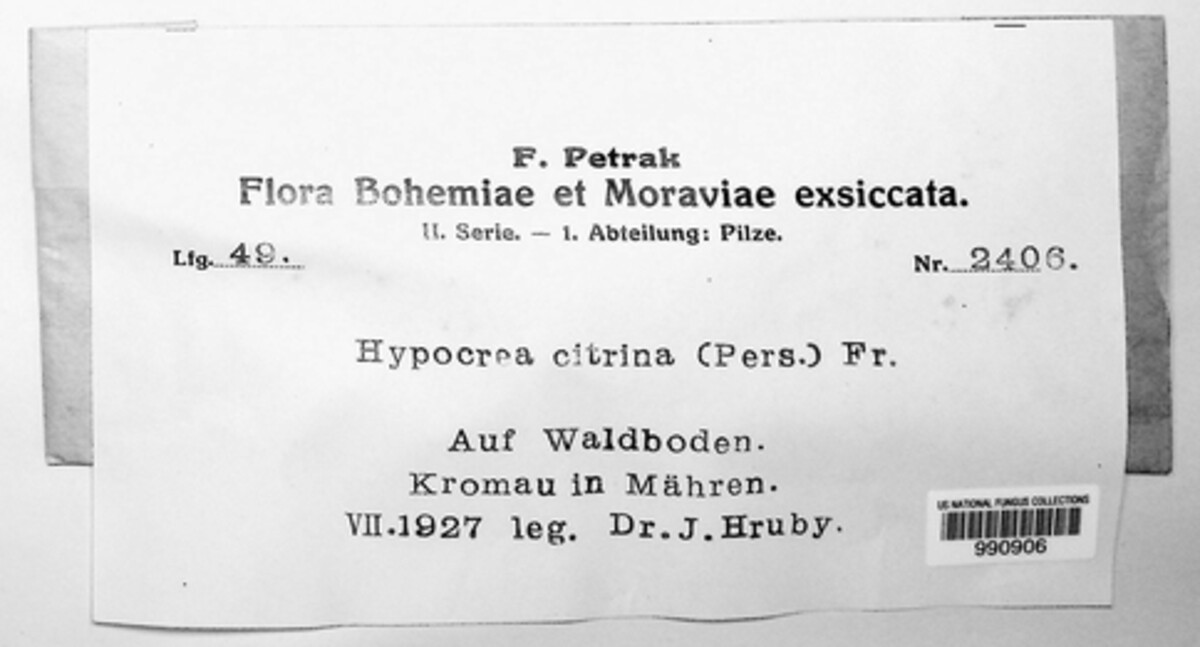 F. Petrak
Flora Bohemiae et Moraviae exsiccata.
II. Serie. — 1. Abteilung: Pilze.
Lfg. 49. Nr. 2406.
Hypocrea citrina (Pers.) Fr.
Auf Waldboden.
Kromau in Mähren.
VII.1927 leg. Dr. J. Hruby.
US NATIONAL FUNGUS COLLECTIONS
990906